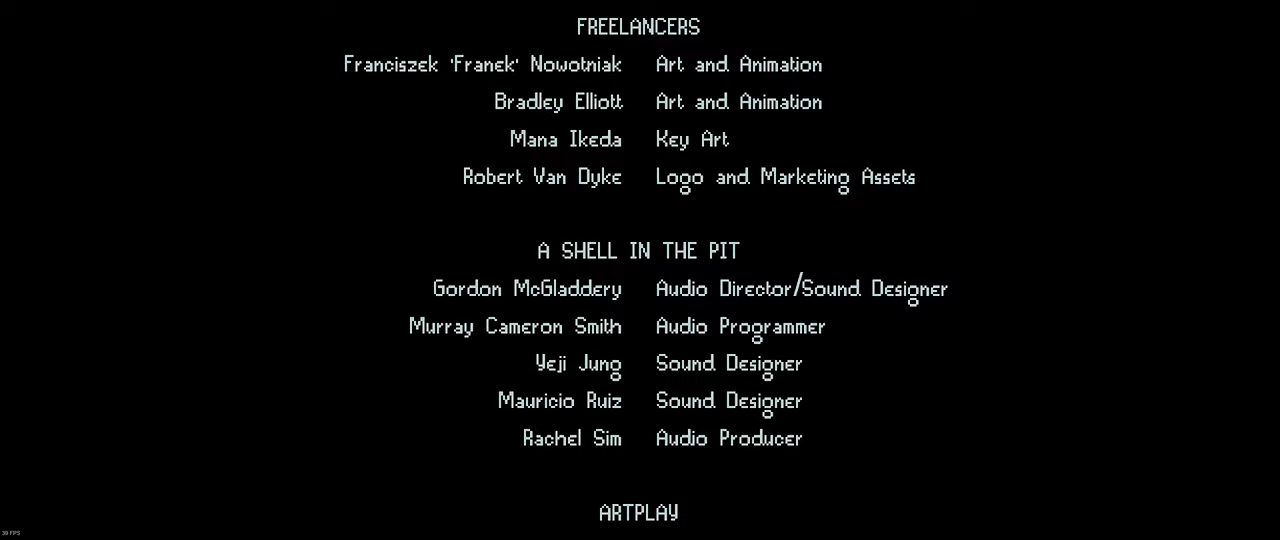 FREELANCERS
Franciszek 'Franek' Nowotniak Art and Animation
Bradley Elliott Art and Animation
Mana Ikeda Key Art
Robert Van Dyke Logo and Marketing Assets
A SHELL IN THE PIT
Gordon McGladdery Audio Director/Sound Designer
Murray Cameron Smith Audio Programmer
Yeji Jung Sound Designer
Mauricio Ruiz Sound Designer
Rachel Sim Audio Producer
ARTPLAY
39 FPS